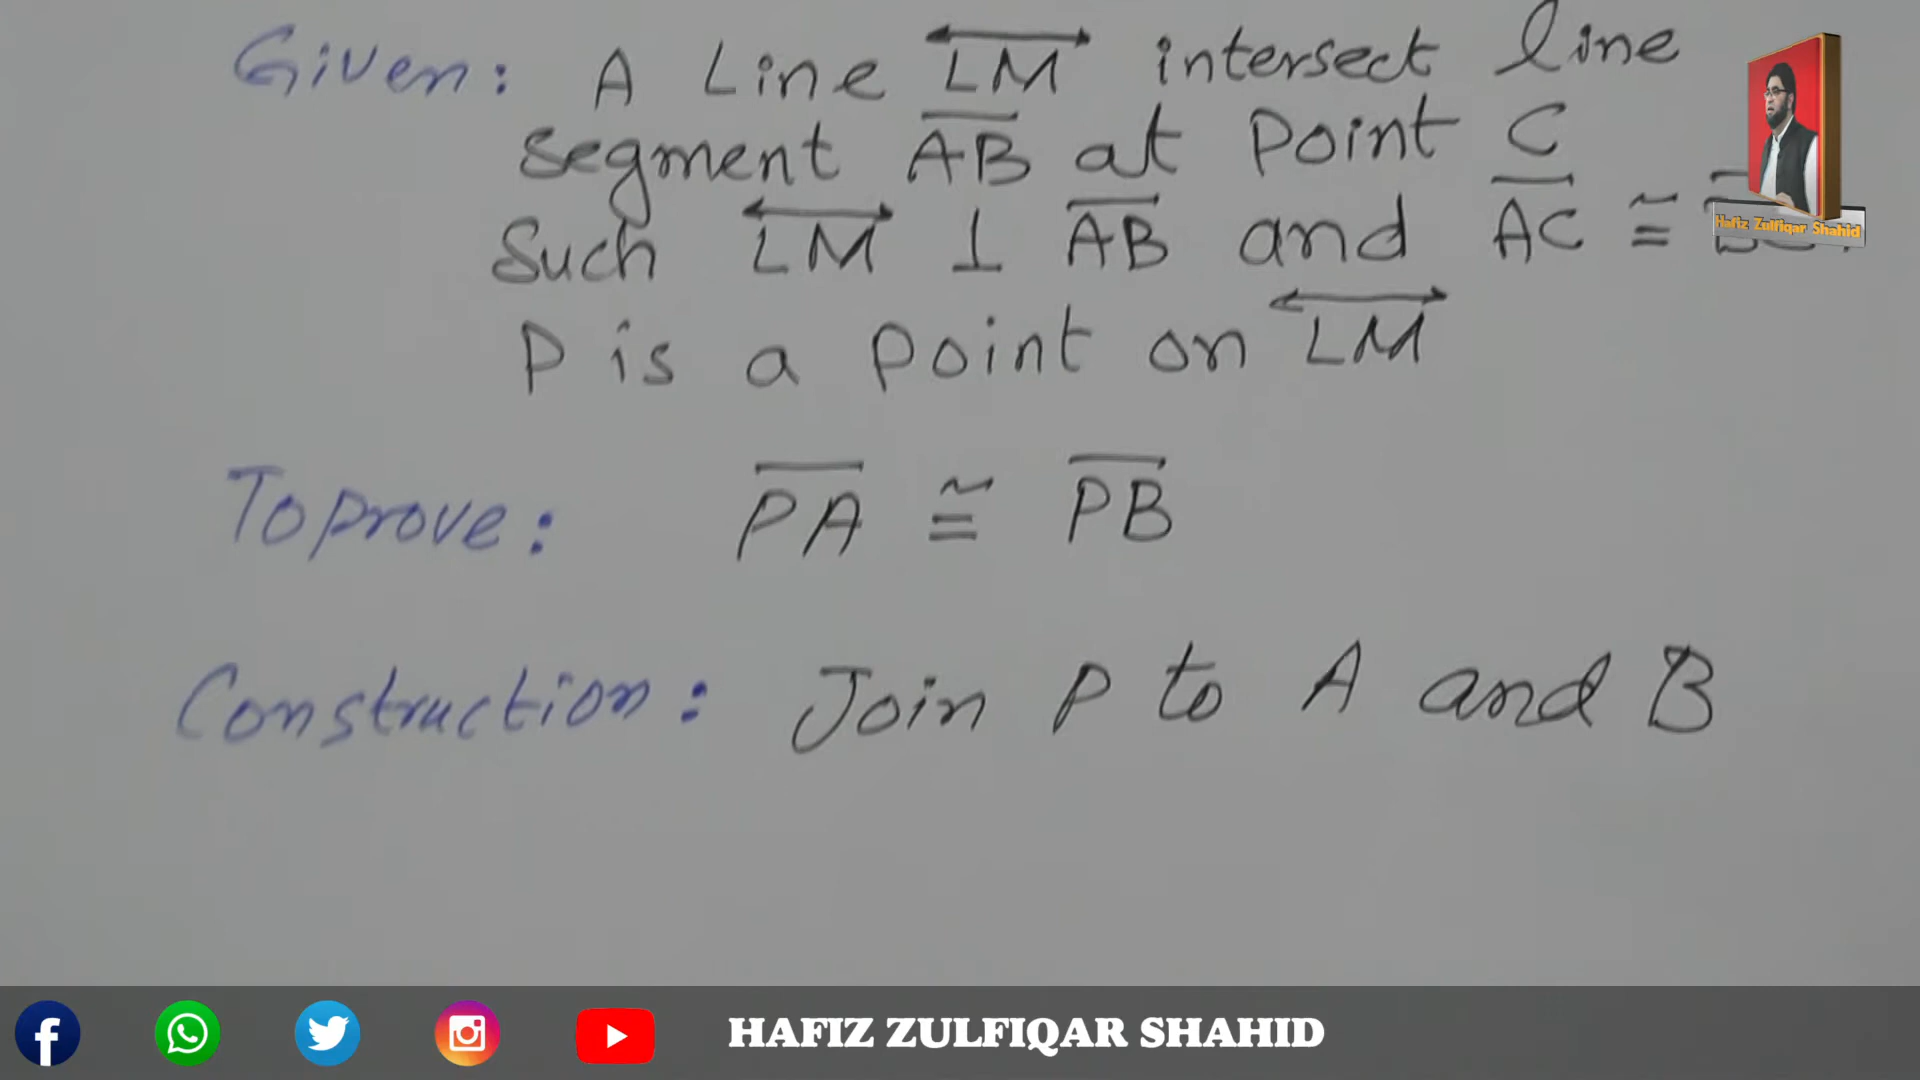 Given: A Line LM intersect line
segment AB at point C
Such LM ⊥ AB and AC ≅
P is a point on LM
Hafiz Zulfiqar Shahid
To prove: PA ≅ PB
Construction: Join P to A and B
HAFIZ ZULFIQAR SHAHID